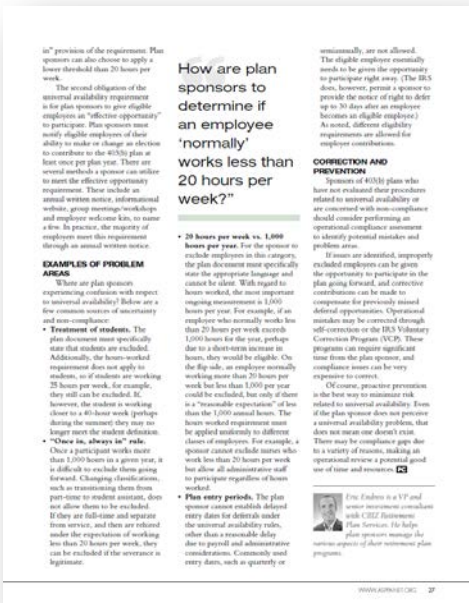 in" provision of the requirement. Plan
sponsors can also choose to apply a
lower threshold than 20 hours per
week.
The second obligation of the
universal availability requirement
is for plan sponsors to give eligible
employees an "effective opportunity"
to participate. Plan sponsors must
notify eligible employees of their
ability to make or change an election
to contribute to the 403(b) plan at
least once per plan year. There are
several methods a sponsor can utilize
to meet the effective opportunity
requirement. These include an
annual written notice, informational
website, group meetings/workshops
and employee welcome kits, to name
a few. In practice, the majority of
employers meet this requirement
through an annual written notice.
EXAMPLES OF PROBLEM
AREAS
Where are plan sponsors
experiencing confusion with respect
to universal availability? Below are a
few common sources of uncertainty
and non-compliance:
• Treatment of students. The
plan document must specifically
state that students are excluded.
Additionally, the hours-worked
requirement does not apply to
students, so if students are working
25 hours per week, for example,
they still can be excluded. If,
however, the student is working
closer to a 40-hour week (perhaps
during the summer) they may no
longer meet the student definition.
• "Once in, always in" rule.
Once a participant works more
than 1,000 hours in a given year, it
is difficult to exclude them going
forward. Changing classifications,
such as transitioning them from
part-time to student assistant, does
not allow them to be excluded.
If they are full-time and separate
from service, and then are rehired
under the expectation of working
less than 20 hours per week, they
can be excluded if the severance is
legitimate.
How are plan
sponsors to
determine if
an employee
'normally'
works less than
20 hours per
week?"
• 20 hours per week vs. 1,000
hours per year. For the sponsor to
exclude employees in this category,
the plan document must specifically
state the appropriate language and
cannot be silent. With regard to
hours worked, the most important
ongoing measurement is 1,000
hours per year. For example, if an
employee who normally works less
than 20 hours per week exceeds
1,000 hours for the year, perhaps
due to a short-term increase in
hours, they would be eligible. On
the flip side, an employee normally
working more than 20 hours per
week but less than 1,000 per year
could be excluded, but only if there
is a "reasonable expectation" of less
than the 1,000 annual hours. The
hours worked requirement must
be applied uniformly to different
classes of employees. For example, a
sponsor cannot exclude nurses who
work less than 20 hours per week
but allow all administrative staff
to participate regardless of hours
worked.
• Plan entry periods. The plan
sponsor cannot establish delayed
entry dates for deferrals under
the universal availability rules,
other than a reasonable delay
due to payroll and administrative
considerations. Commonly used
entry dates, such as quarterly or
semiannually, are not allowed.
The eligible employee essentially
needs to be given the opportunity
to participate right away. (The IRS
does, however, permit a sponsor to
provide the notice of right to defer
up to 30 days after an employee
becomes an eligible employee.)
As noted, different eligibility
requirements are allowed for
employer contributions.
CORRECTION AND
PREVENTION
Sponsors of 403(b) plans who
have not evaluated their procedures
related to universal availability or
are concerned with non-compliance
should consider performing an
operational compliance assessment
to identify potential mistakes and
problem areas.
If issues are identified, improperly
excluded employees can be given
the opportunity to participate in the
plan going forward, and corrective
contributions can be made to
compensate for previously missed
deferral opportunities. Operational
mistakes may be corrected through
self-correction or the IRS Voluntary
Correction Program (VCP). These
programs can require significant
time from the plan sponsor, and
compliance issues can be very
expensive to correct.
Of course, proactive prevention
is the best way to minimize risk
related to universal availability. Even
if the plan sponsor does not perceive
a universal availability problem, that
does not mean one doesn't exist.
There may be compliance gaps due
to a variety of reasons, making an
operational review a potential good
use of time and resources. PC
Eric Endres is a VP and
senior investment consultant
with CBIZ Retirement
Plan Services. He helps
plan sponsors manage the
various aspects of their retirement plan
programs.
WWW.ASPPA-NET.ORG 27